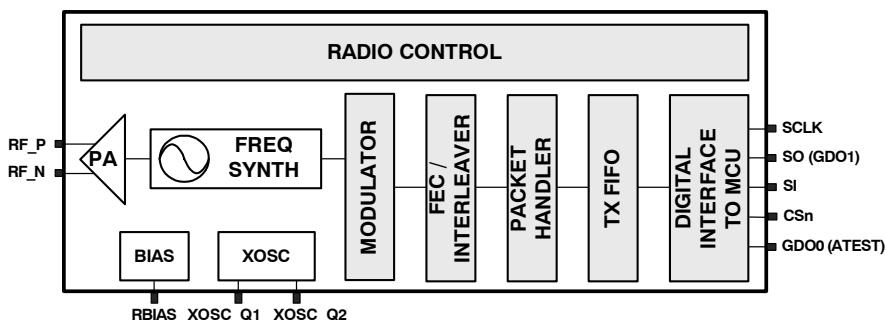 RADIO CONTROL
RF_P
RF_N
PA
FREQ
SYNTH
MODULATOR
FEC /
INTERLEAVER
PACKET
HANDLER
TX FIFO
DIGITAL
INTERFACE
TO MCU
SCLK
SO (GDO1)
SI
CSn
GDO0 (ATEST)
BIAS
XOSC
RBIAS
XOSC_Q1
XOSC_Q2